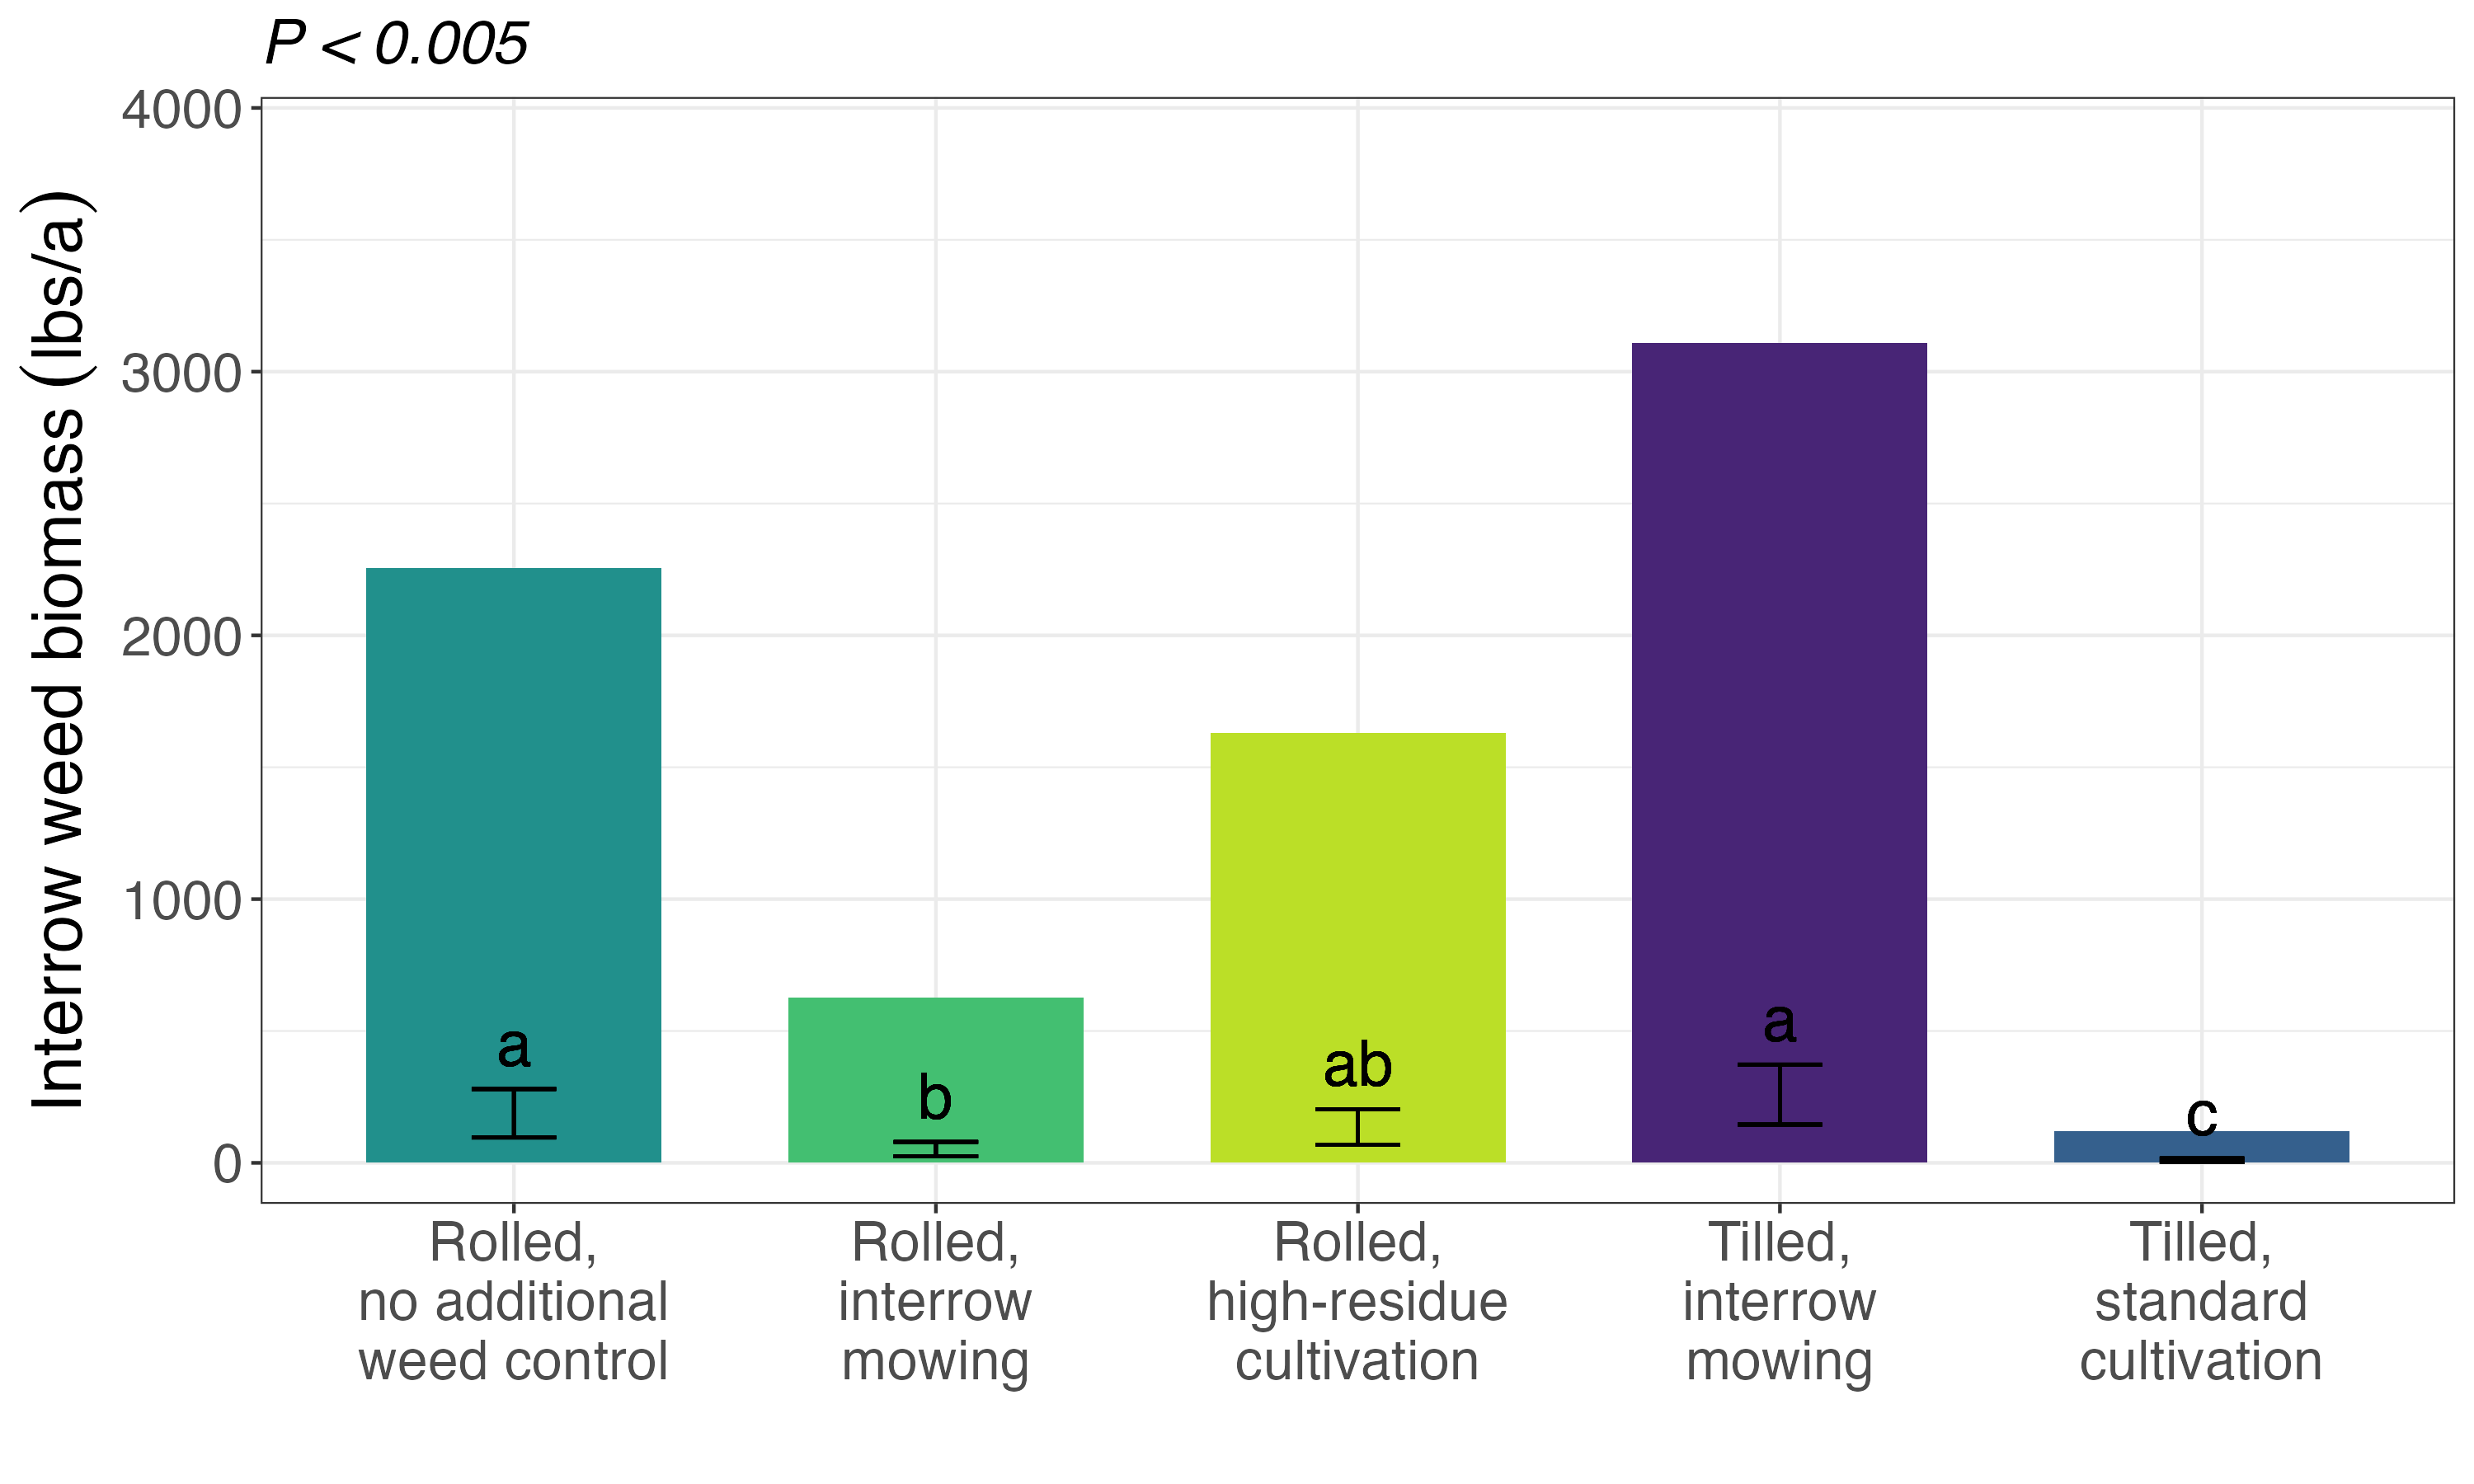 P < 0.005
Interrow weed biomass (lbs/a)
4000
3000
2000
1000
0
a
b
ab
a
c
Rolled,
no additional
weed control
Rolled,
interrow
mowing
Rolled,
high-residue
cultivation
Tilled,
interrow
mowing
Tilled,
standard
cultivation